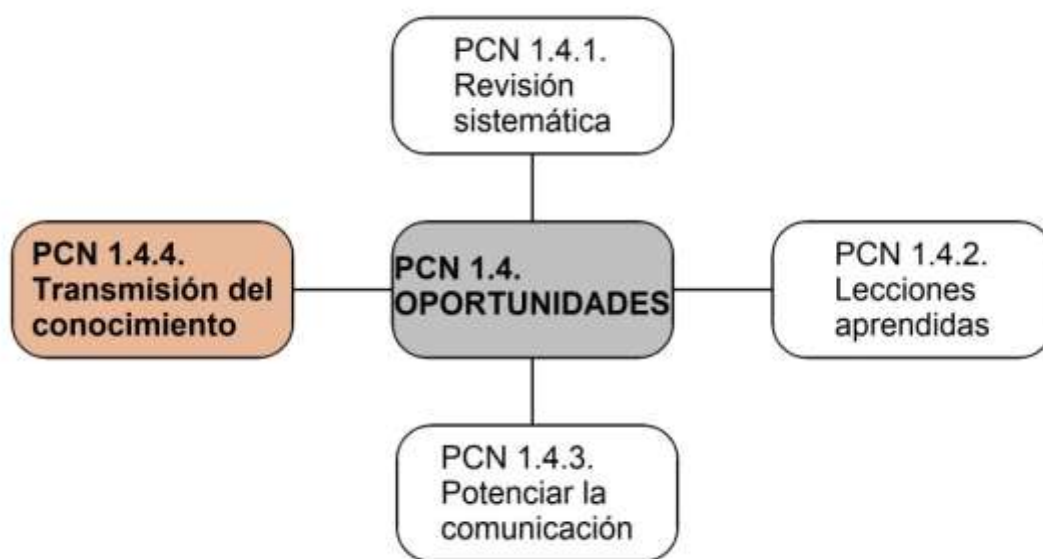 PCN 1.4.1.
Revisión
sistemática
PCN 1.4.4.
Transmisión del
conocimiento
PCN 1.4.
OPORTUNIDADES
PCN 1.4.2.
Lecciones
aprendidas
PCN 1.4.3.
Potenciar la
comunicación